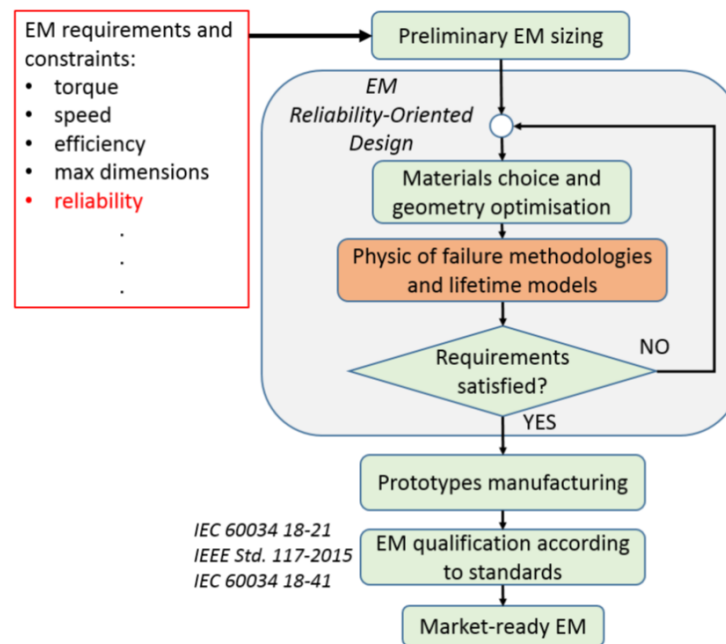 EM requirements and
constraints:
• torque
• speed
• efficiency
• max dimensions
• reliability
.
.
.
Preliminary EM sizing
EM
Reliability-Oriented
Design
Materials choice and
geometry optimisation
Physic of failure methodologies
and lifetime models
Requirements
satisfied?
NO
YES
Prototypes manufacturing
IEC 60034 18-21
IEEE Std. 117-2015
IEC 60034 18-41
EM qualification according
to standards
Market-ready EM